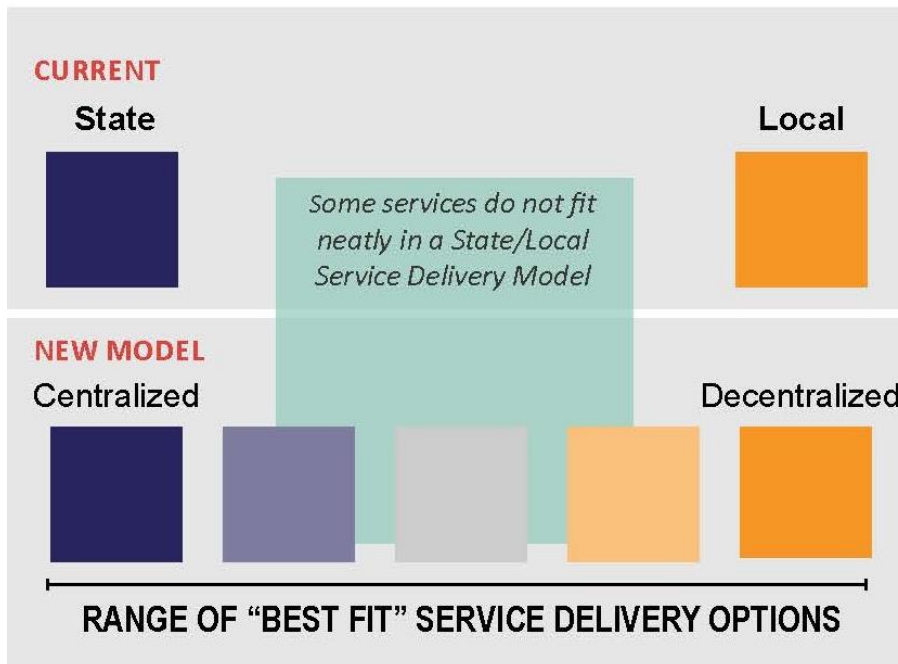 CURRENT
State
Local
Some services do not fit
neatly in a State/Local
Service Delivery Model
NEW MODEL
Centralized
Decentralized
RANGE OF “BEST FIT” SERVICE DELIVERY OPTIONS